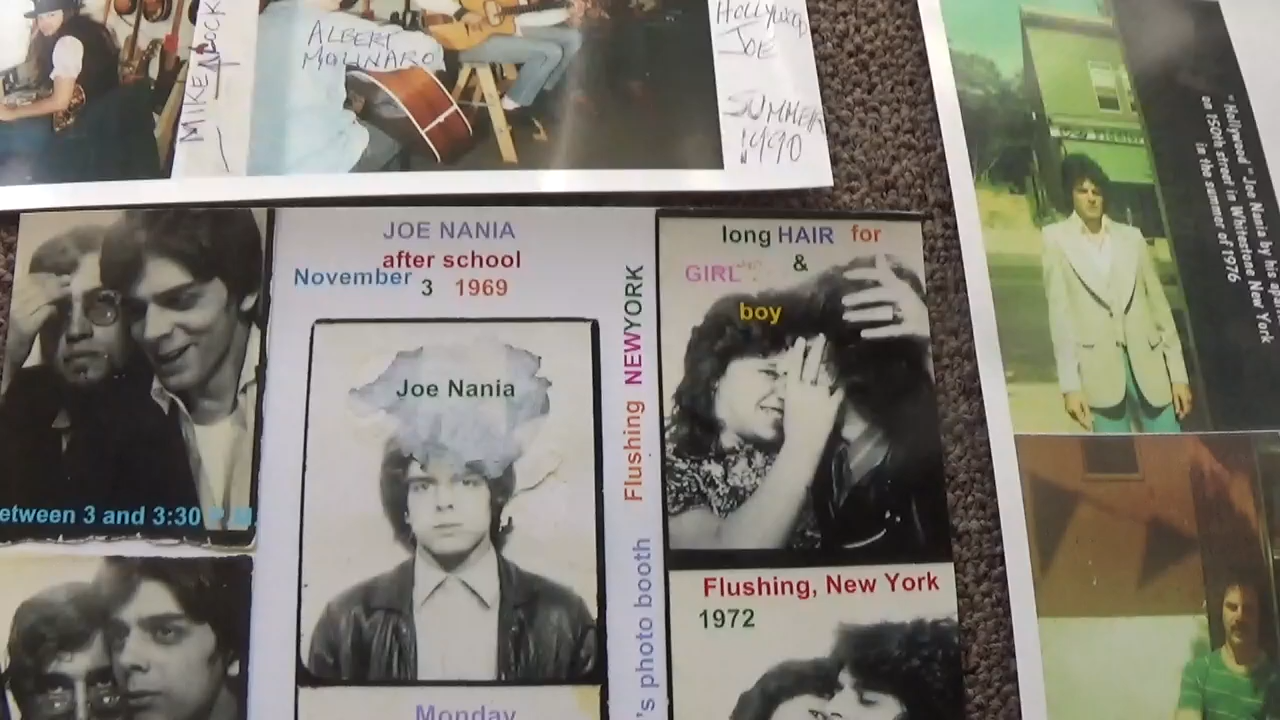 MIKE
ALBERT
MOLINARO
HOLLYWOOD
JOE
SUMMER
1990
"Hollywood" Joe Nania by his
on 150th street in Whitestone New York
in the summer of 1976
JOE NANIA
after school
November 3 1969
Joe Nania
Flushing NEWYORK
's photo booth
long HAIR for
GIRL &
boy
Flushing, New York
1972
etween 3 and 3:30
Monday